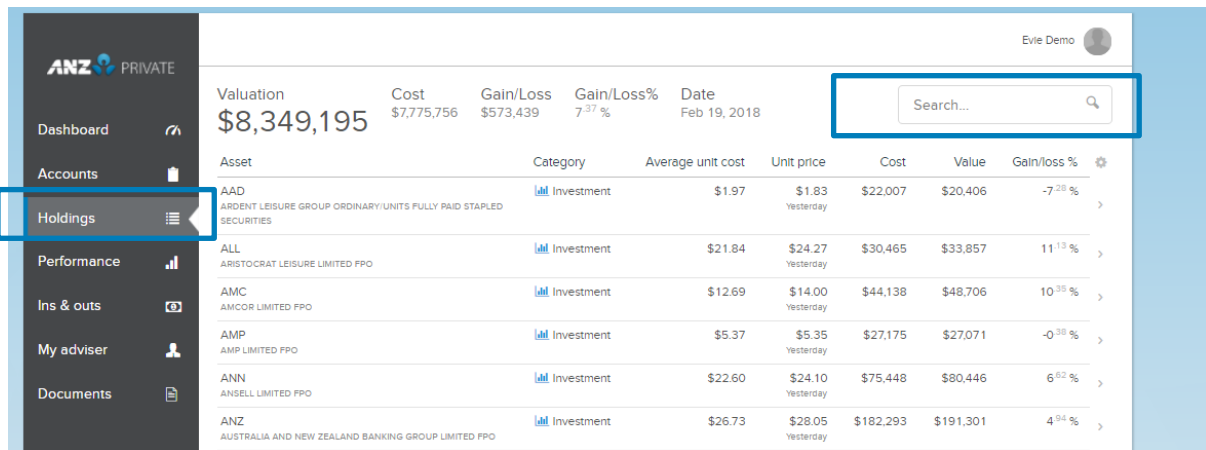 Evie Demo
ANZ PRIVATE
Valuation Cost Gain/Loss Gain/Loss% Date
$8,349,195 $7,775,756 $573,439 7.37 % Feb 19, 2018
Search...
Dashboard
Accounts
Holdings
Performance
Ins & outs
My adviser
Documents
Asset Category Average unit cost Unit price Cost Value Gain/loss %
AAD Investment $1.97 $1.83 $22,007 $20,406 -7.28 %
ARDENT LEISURE GROUP ORDINARY/UNITS FULLY PAID STAPLED Yesterday
SECURITIES
ALL Investment $21.84 $24.27 $30,465 $33,857 11.13 %
ARISTOCRAT LEISURE LIMITED FPO Yesterday
AMC Investment $12.69 $14.00 $44,138 $48,706 10.35 %
AMCOR LIMITED FPO Yesterday
AMP Investment $5.37 $5.35 $27,175 $27,071 -0.38 %
AMP LIMITED FPO Yesterday
ANN Investment $22.60 $24.10 $75,448 $80,446 6.62 %
ANSELL LIMITED FPO Yesterday
ANZ Investment $26.73 $28.05 $182,293 $191,301 4.94 %
AUSTRALIA AND NEW ZEALAND BANKING GROUP LIMITED FPO Yesterday